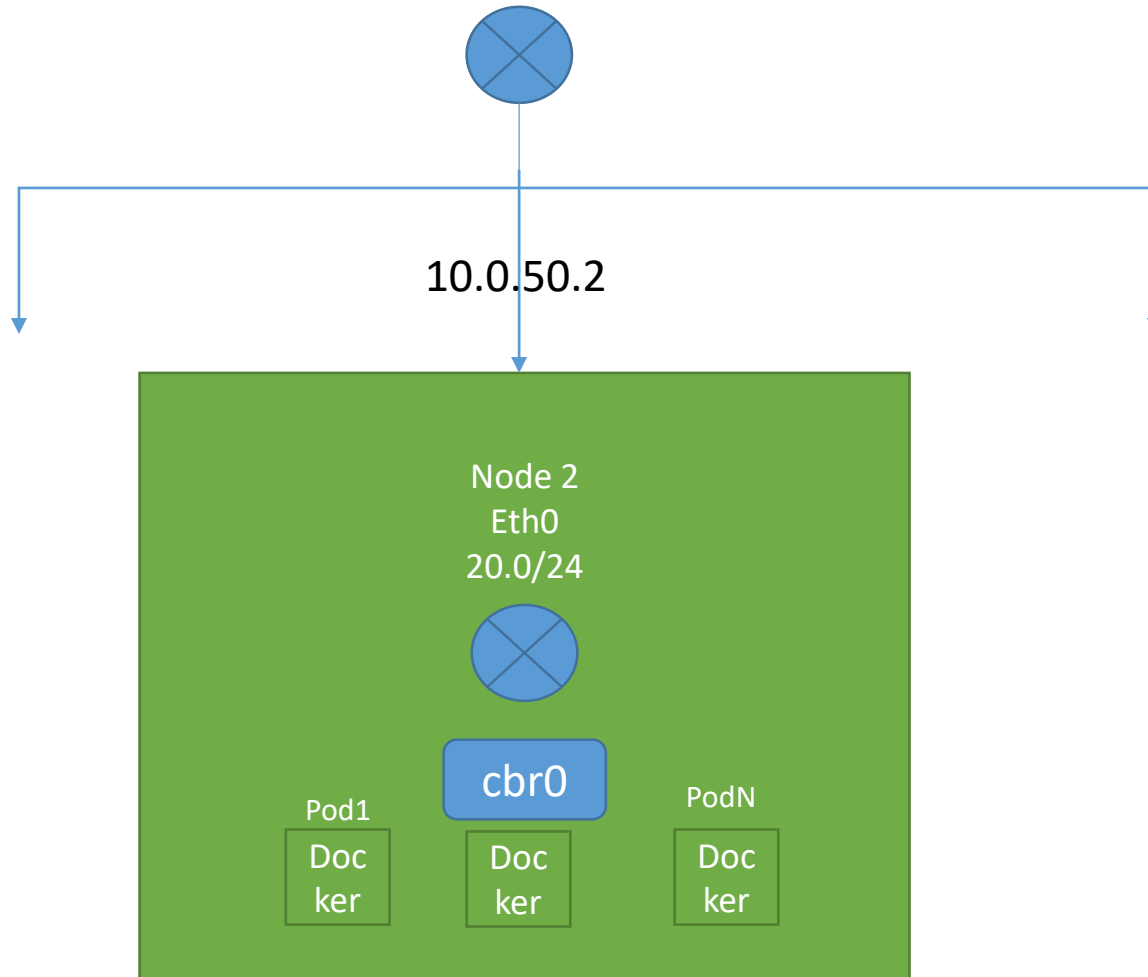 10.0.50.2
Node 2
Eth0
20.0/24
cbr0
Pod1
PodN
Doc
ker
Doc
ker
Doc
ker